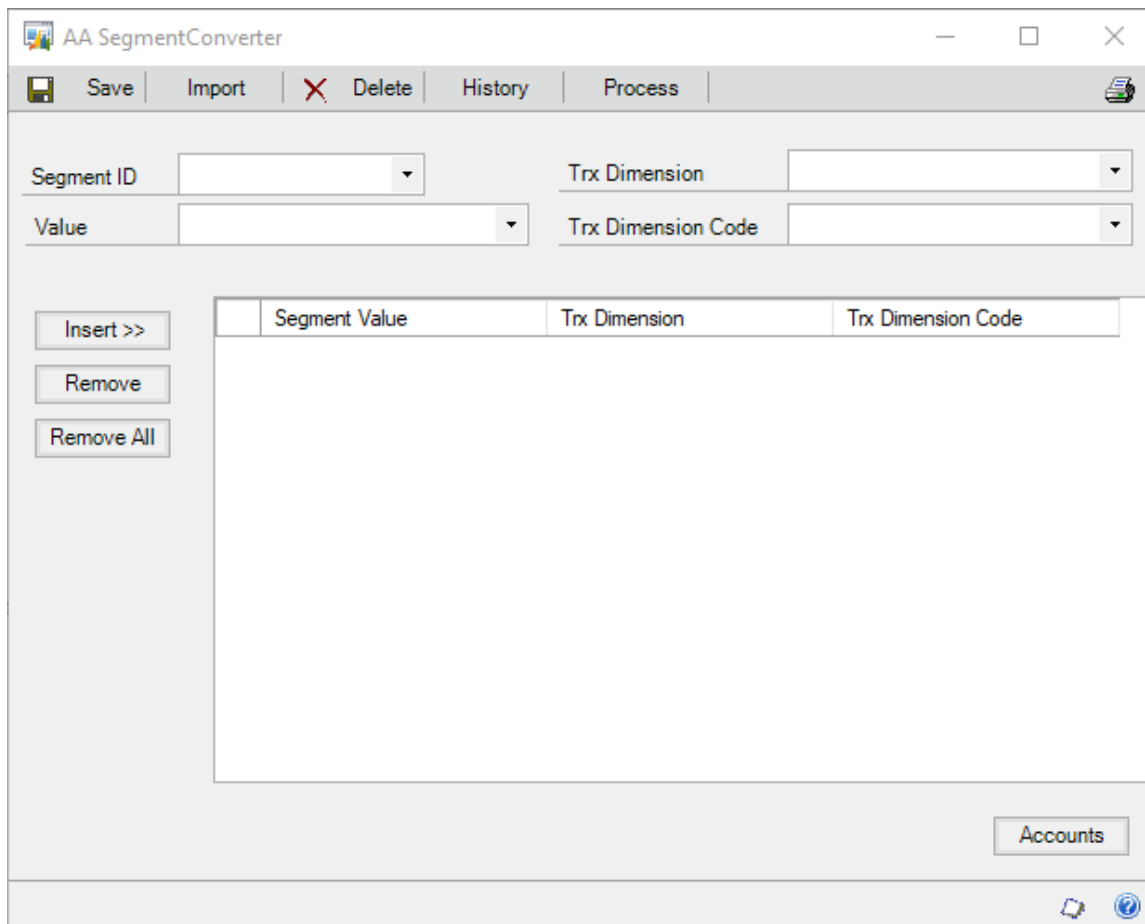 AA SegmentConverter
Save Import Delete History Process
Segment ID Trx Dimension
Value Trx Dimension Code
Segment Value Trx Dimension Trx Dimension Code
Insert >>
Remove
Remove All
Accounts